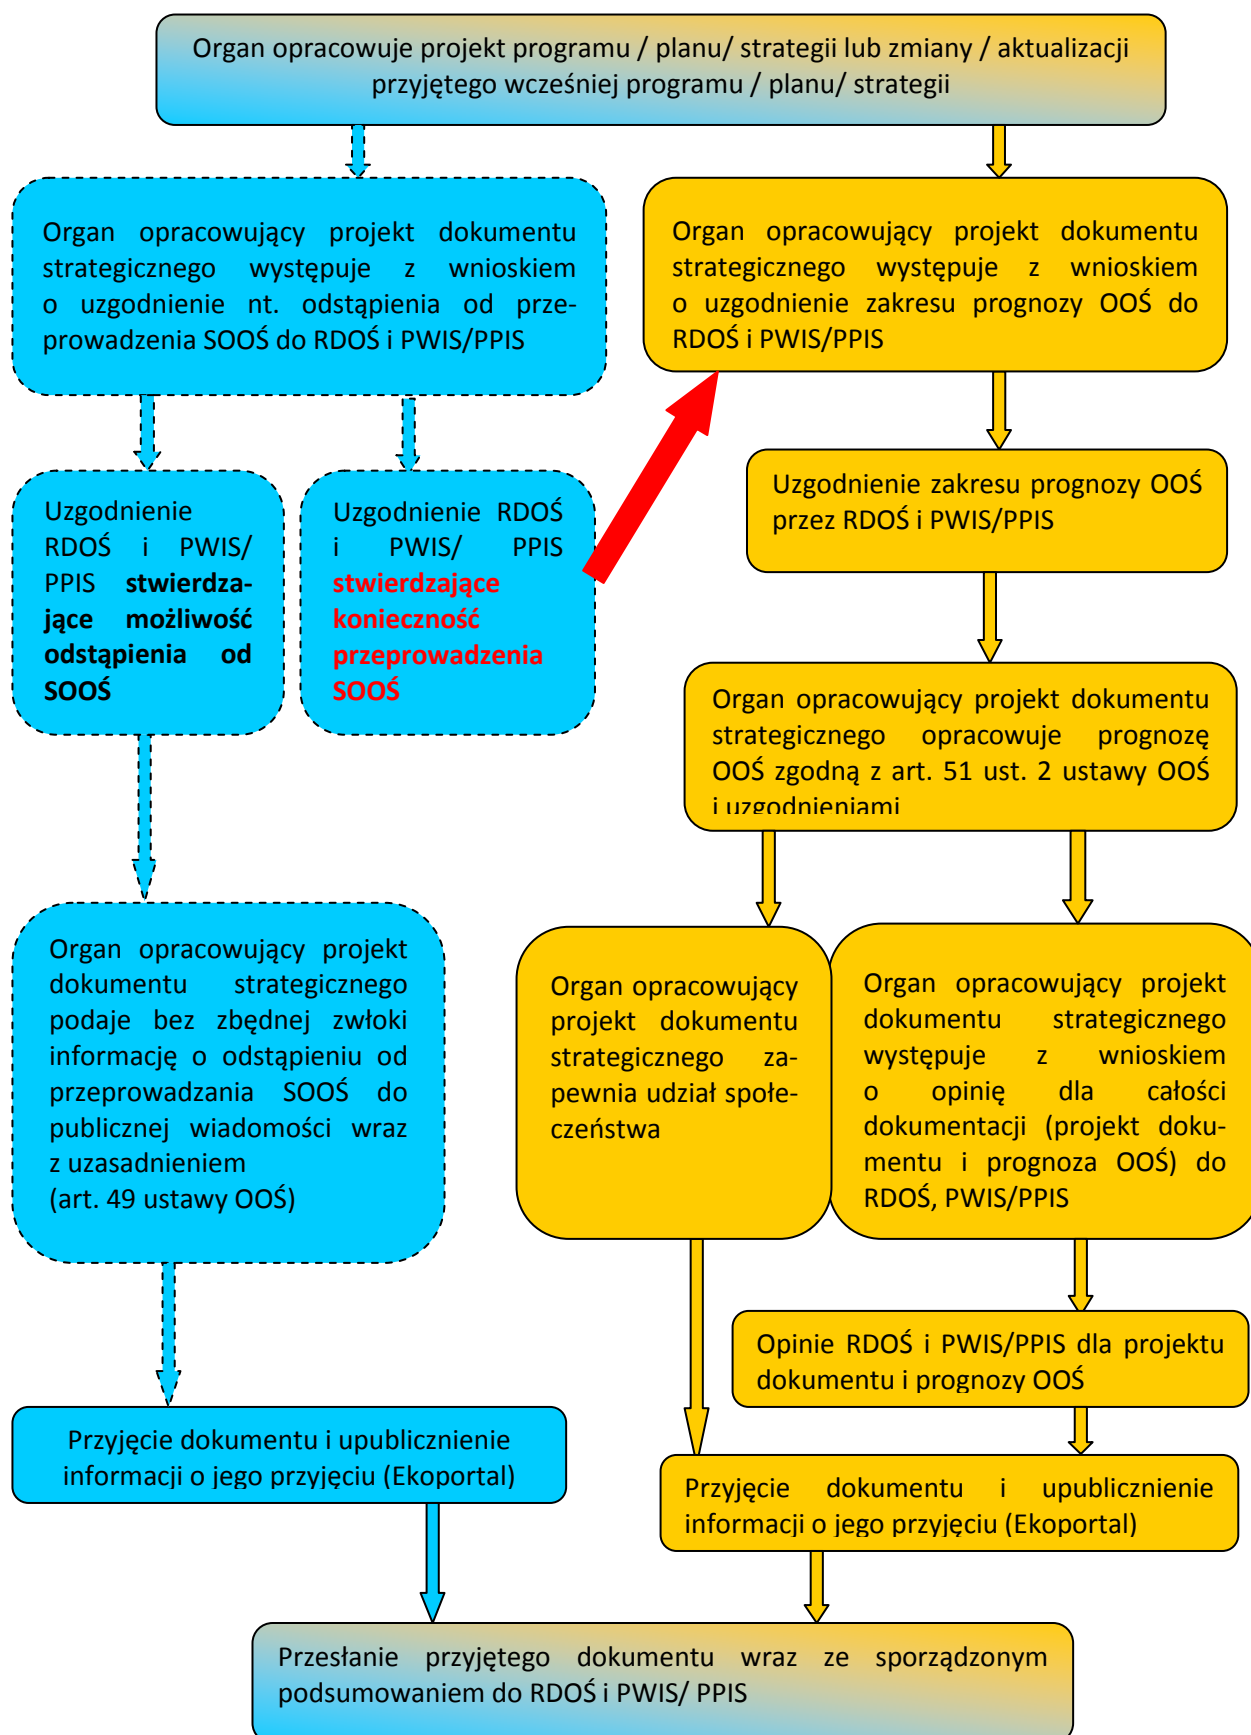 Organ opracowuje projekt programu / planu/ strategii lub zmiany / aktualizacji
przyjętego wcześniej programu / planu/ strategii
Organ opracowujący projekt dokumentu
strategicznego występuje z wnioskiem
o uzgodnienie nt. odstąpienia od prze-
prowadzenia SOOŚ do RDOŚ i PWIS/PPIS
Organ opracowujący projekt dokumentu
strategicznego występuje z wnioskiem
o uzgodnienie zakresu prognozy OOŚ do
RDOŚ i PWIS/PPIS
Uzgodnienie
RDOŚ i PWIS/
PPIS stwierdza-
jące możliwość
odstąpienia od
SOOŚ
Uzgodnienie RDOŚ
i PWIS/ PPIS
stwierdzające
konieczność
przeprowadzenia
SOOŚ
Uzgodnienie zakresu prognozy OOŚ
przez RDOŚ i PWIS/PPIS
Organ opracowujący projekt dokumentu
strategicznego opracowuje prognozę
OOŚ zgodną z art. 51 ust. 2 ustawy OOŚ
i uzgodnieniami
Organ opracowujący projekt
dokumentu strategicznego
podaje bez zbędnej zwłoki
informację o odstąpieniu od
przeprowadzania SOOŚ do
publicznej wiadomości wraz
z uzasadnieniem
(art. 49 ustawy OOŚ)
Organ opracowujący
projekt dokumentu
strategicznego za-
pewnia udział społe-
czeństwa
Organ opracowujący projekt
dokumentu strategicznego
występuje z wnioskiem
o opinię dla całości
dokumentacji (projekt doku-
mentu i prognoza OOŚ) do
RDOŚ, PWIS/PPIS
Opinie RDOŚ i PWIS/PPIS dla projektu
dokumentu i prognozy OOŚ
Przyjęcie dokumentu i upublicznienie
informacji o jego przyjęciu (Ekoportal)
Przyjęcie dokumentu i upublicznienie
informacji o jego przyjęciu (Ekoportal)
Przesłanie przyjętego dokumentu wraz ze sporządzonym
podsumowaniem do RDOŚ i PWIS/ PPIS